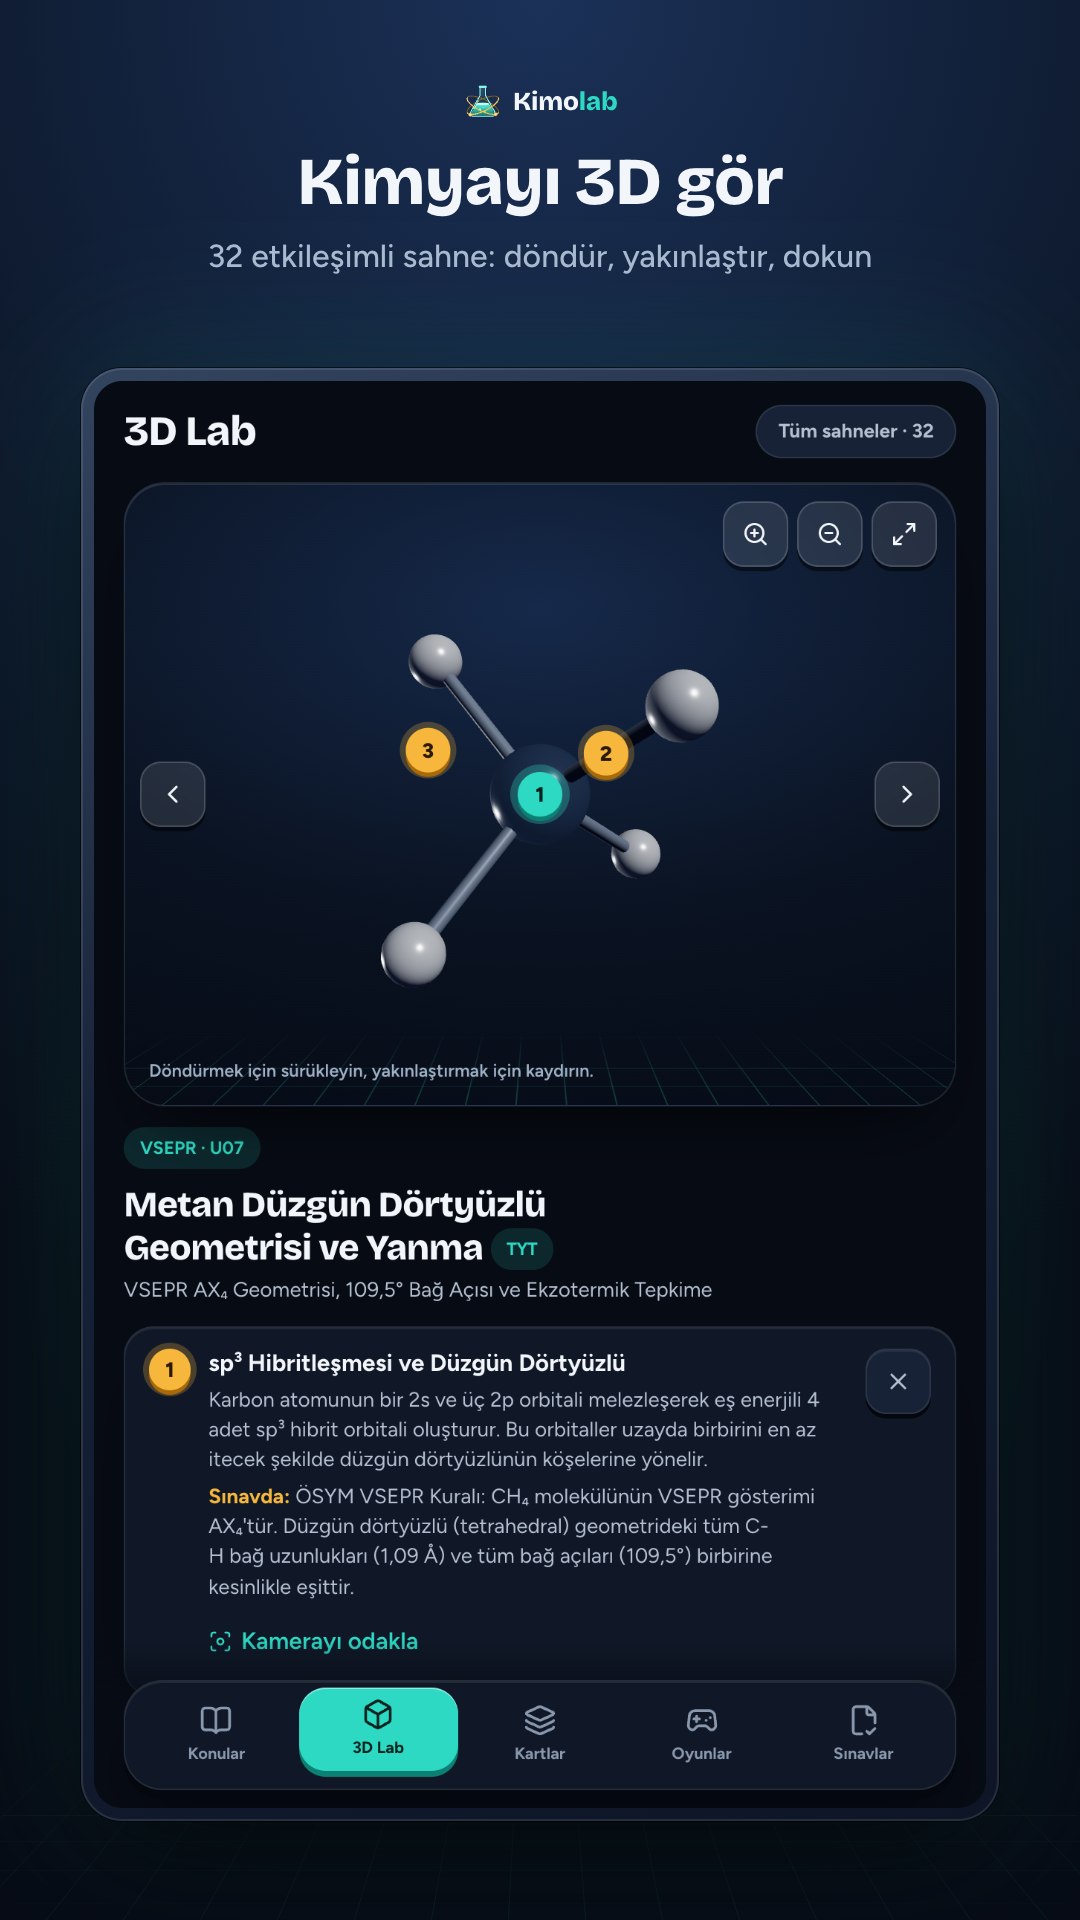 Kimolab
Kimyayı 3D gör
32 etkileşimli sahne: döndür, yakınlaştır, dokun
3D Lab
Tüm sahneler · 32
3
2
1
Döndürmek için sürükleyin, yakınlaştırmak için kaydırın.
VSEPR · U07
Metan Düzgün Dörtyüzlü
Geometrisi ve Yanma TYT
VSEPR AX₄ Geometrisi, 109,5° Bağ Açısı ve Ekzotermik Tepkime
1 sp³ Hibritleşmesi ve Düzgün Dörtyüzlü
Karbon atomunun bir 2s ve üç 2p orbitali melezleşerek eş enerjili 4
adet sp³ hibrit orbitali oluşturur. Bu orbitaller uzayda birbirini en az
itecek şekilde düzgün dörtyüzlünün köşelerine yönelir.
Sınavda: ÖSYM VSEPR Kuralı: CH₄ molekülünün VSEPR gösterimi
AX₄'tür. Düzgün dörtyüzlü (tetrahedral) geometrideki tüm C-
H bağ uzunlukları (1,09 Å) ve tüm bağ açıları (109,5°) birbirine
kesinlikle eşittir.
Kamerayı odakla
Konular
3D Lab
Kartlar
Oyunlar
Sınavlar